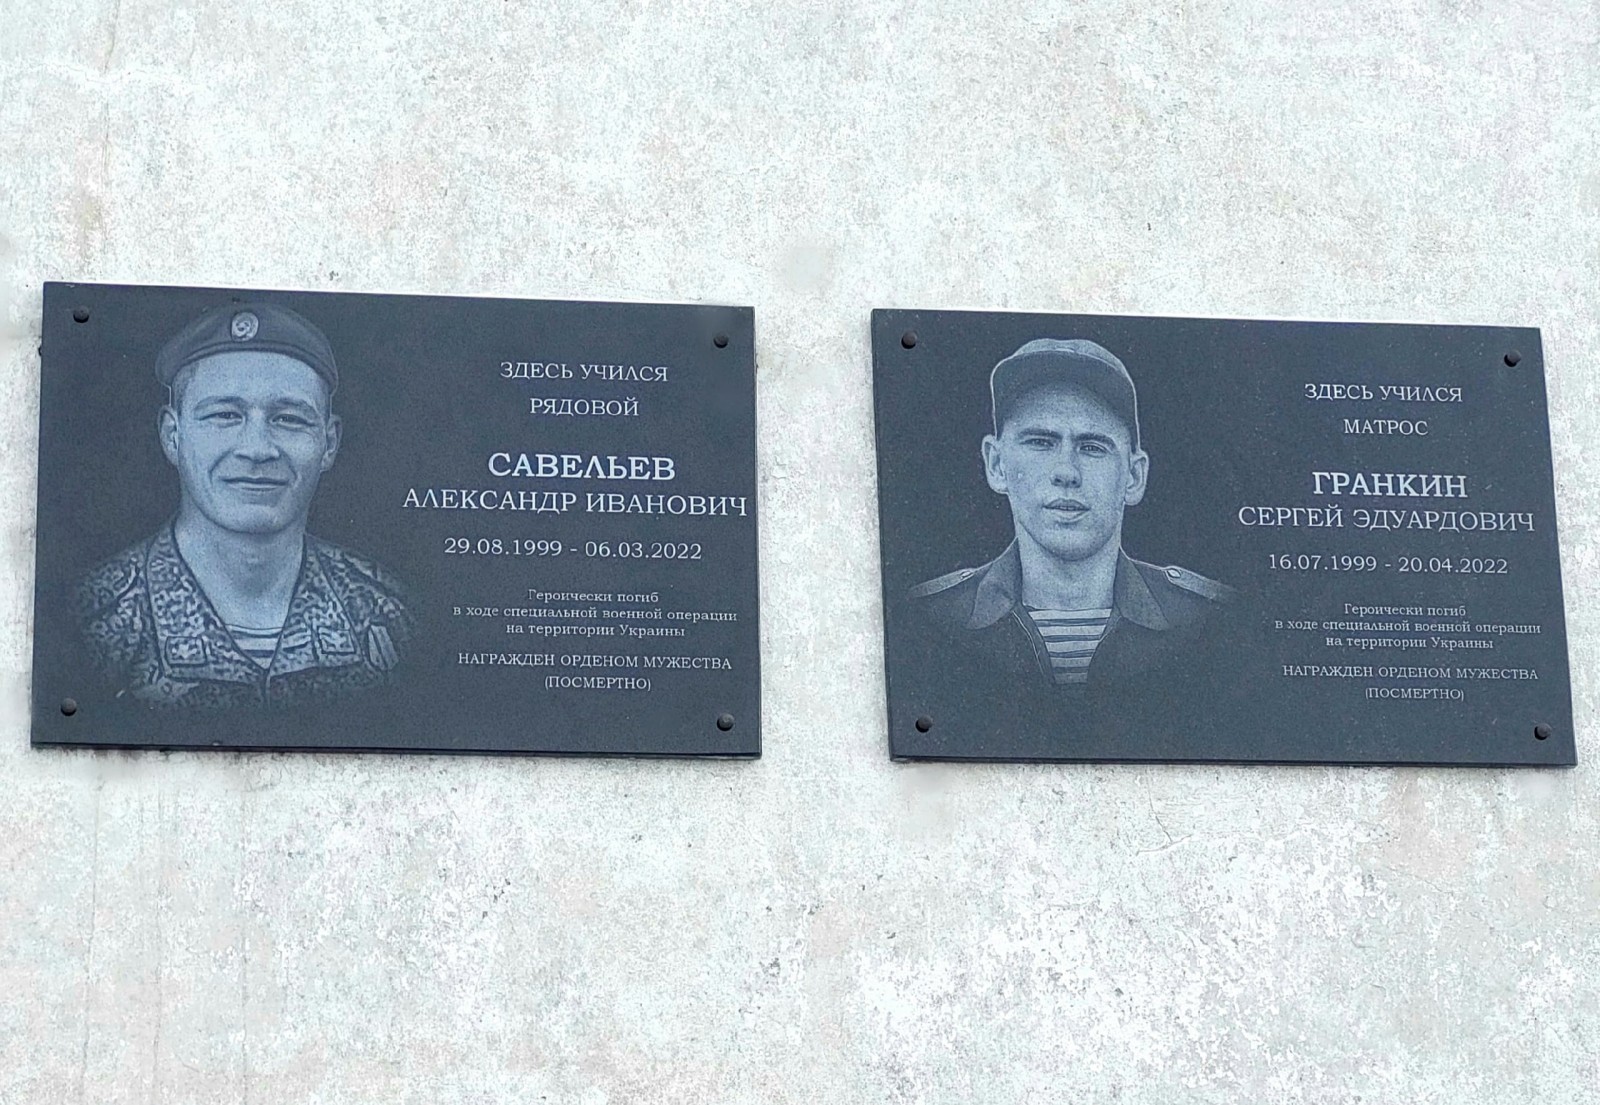 ЗДЕСЬ УЧИЛСЯ
РЯДОВОЙ
САВЕЛЬЕВ
АЛЕКСАНДР ИВАНОВИЧ
29.08.1999 - 06.03.2022
Героически погиб
в ходе специальной военной операции
на территории Украины
НАГРАЖДЕН ОРДЕНОМ МУЖЕСТВА
(ПОСМЕРТНО)
ЗДЕСЬ УЧИЛСЯ
МАТРОС
ГРАНКИН
СЕРГЕЙ ЭДУАРДОВИЧ
16.07.1999 - 20.04.2022
Героически погиб
в ходе специальной военной операции
на территории Украины
НАГРАЖДЕН ОРДЕНОМ МУЖЕСТВА
(ПОСМЕРТНО)